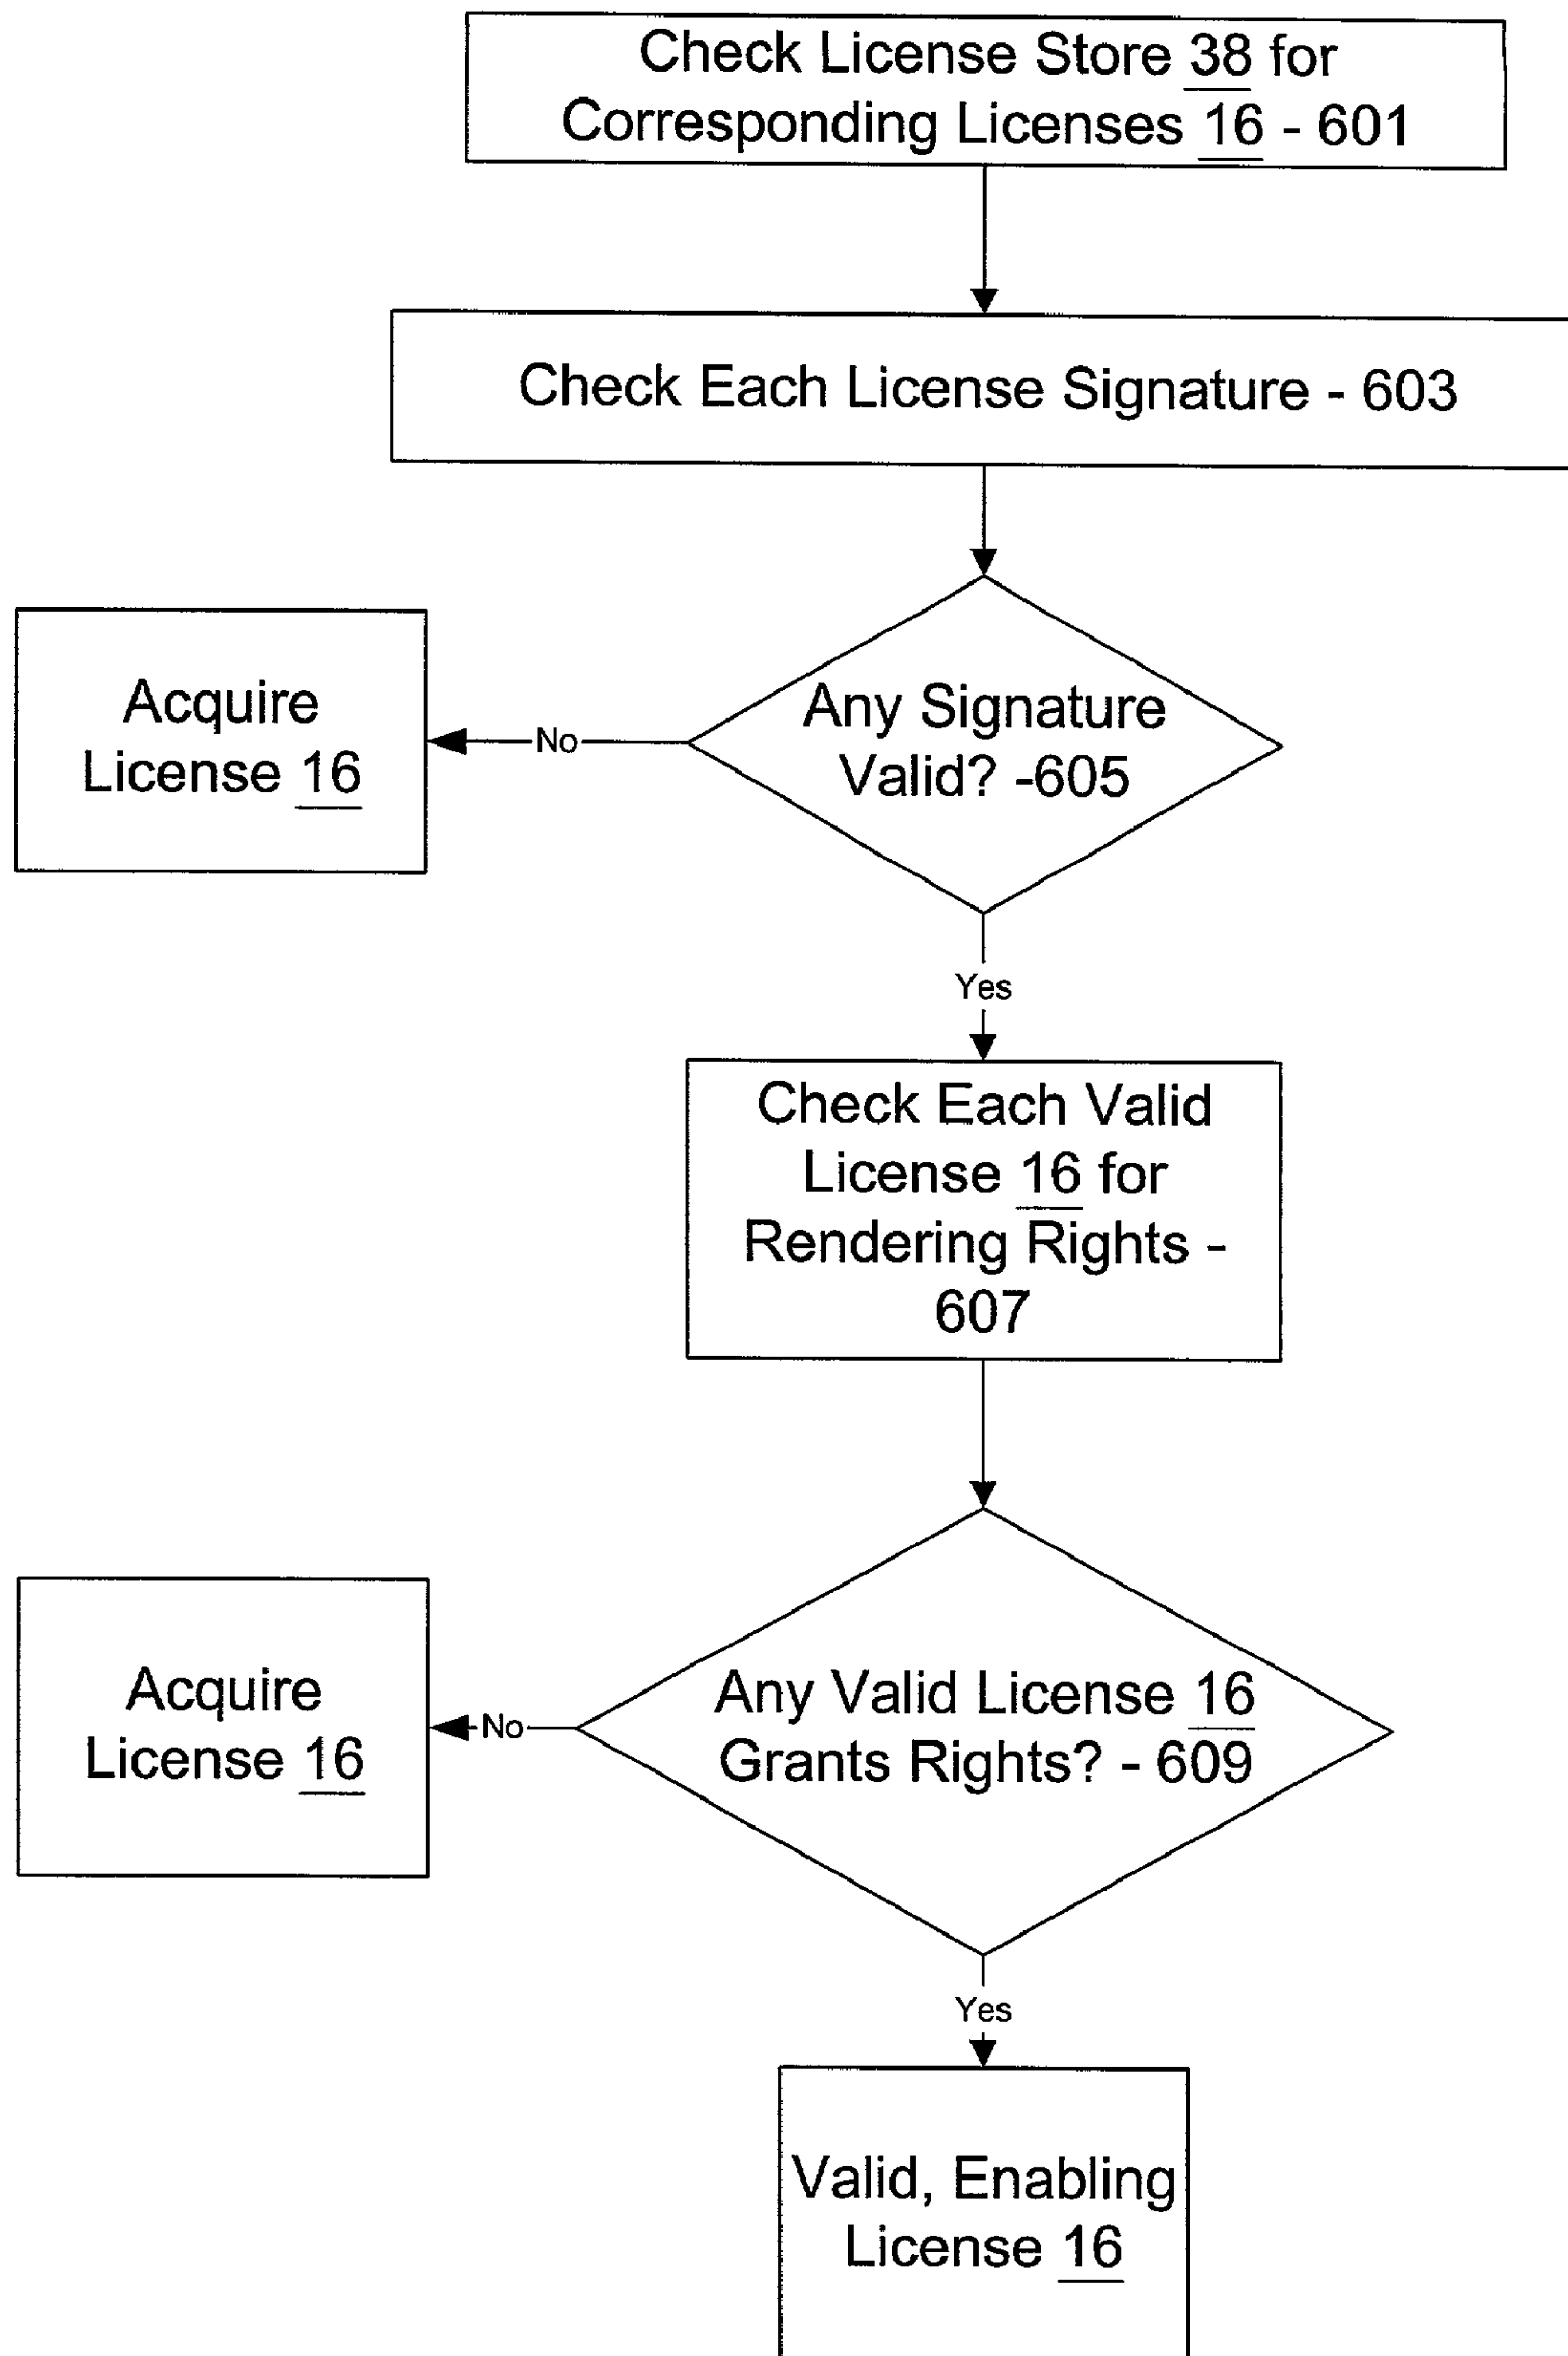 Check License Store 38 for
Corresponding Licenses 16 - 601
Check Each License Signature - 603
Acquire
License 16
No
Any Signature
Valid? -605
Yes
Check Each Valid
License 16 for
Rendering Rights -
607
Acquire
License 16
No
Any Valid License 16
Grants Rights? - 609
Yes
Valid, Enabling
License 16